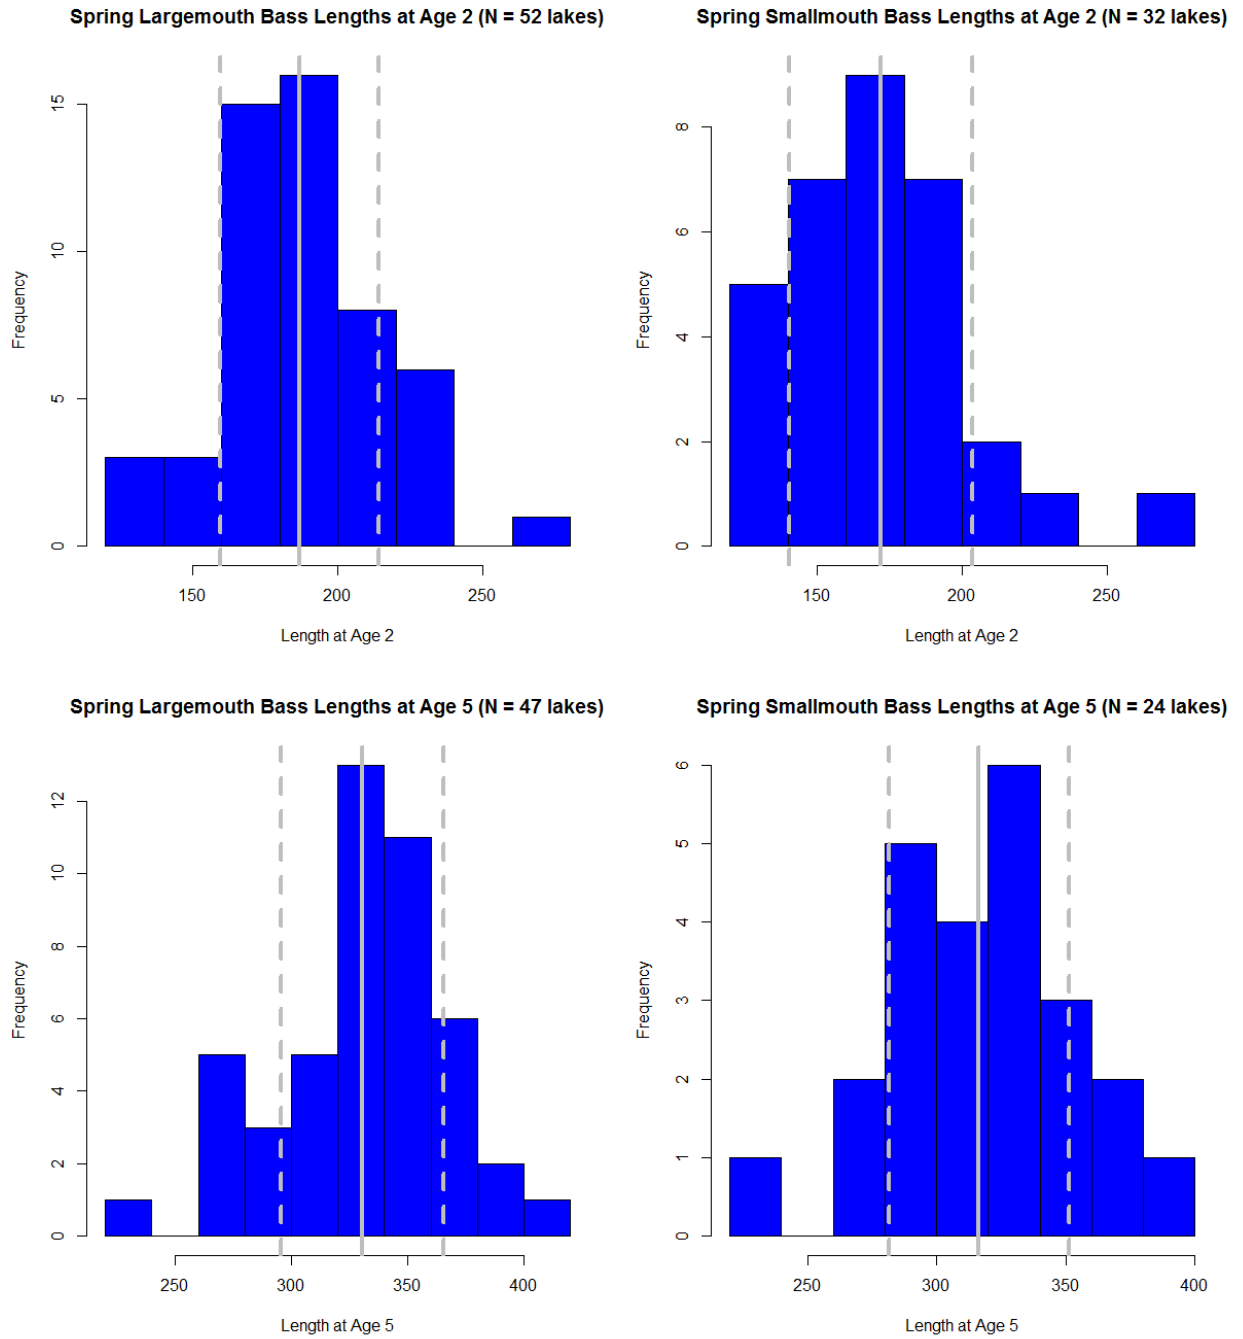 Spring Largemouth Bass Lengths at Age 2 (N = 52 lakes)
Frequency
15
10
5
0
150 200 250
Length at Age 2
Spring Smallmouth Bass Lengths at Age 2 (N = 32 lakes)
Frequency
8
6
4
2
0
150 200 250
Length at Age 2
Spring Largemouth Bass Lengths at Age 5 (N = 47 lakes)
Frequency
12
10
8
6
4
2
0
250 300 350 400
Length at Age 5
Spring Smallmouth Bass Lengths at Age 5 (N = 24 lakes)
Frequency
6
5
4
3
2
1
0
250 300 350 400
Length at Age 5